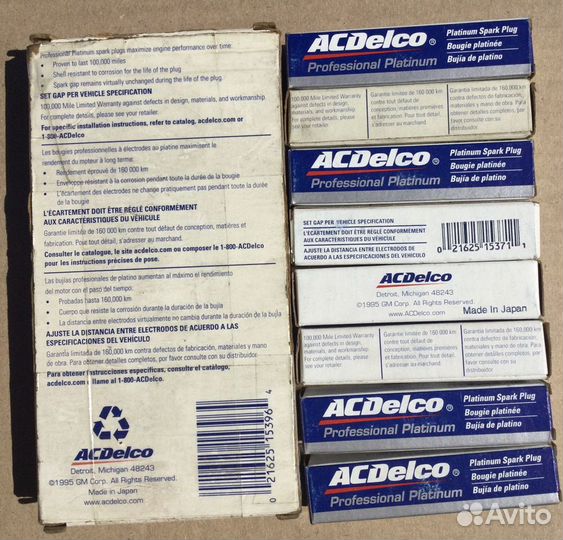 Professional Platinum spark plugs maximize engine performance over time:
• Proven to last 100,000 miles
• Shell resistant to corrosion for the life of the plug
• Spark gap remains virtually unchanged during the life of the plug
SET GAP PER VEHICLE SPECIFICATION
100,000 Mile Limited Warranty against defects in design, materials, and workmanship.
For complete details, please see your retailer.
For specific installation instructions, refer to catalog, acdelco.com or
1-800-ACDelco
Les bougies professionnelles à électrodes au platine maximisent le
rendement du moteur à long terme:
• Rendement éprouvé de 160 000 km
• Enveloppe résistant à la corrosion pendant toute la durée de la
bougie
• L'écartement des electrodes ne change pratiquement pas pendant toute la durée
de la bougie
L'ÉCARTEMENT DOIT ÊTRE RÉGLÉ CONFORMÉMENT
AUX CARACTÉRISTIQUES DU VÉHICULE
Garantie limitée de 160 000 km contre tout défaut de conception, matières et
fabrication. Pour tout détail, s'adresser au marchand.
Consulter le catalogue, le site acdelco.com ou composer le 1-800-ACDelco
pour les instructions précises de pose.
Las bujías profesionales de platino aumentan al máximo el rendimiento
del motor con el paso del tiempo:
• Probadas hasta 160,000 km
• Cuerpo que resiste la corrosión durante la duración de la bujía
• La distancia entre electrodos virtualmente no cambia durante la duración de la bujía
AJUSTE LA DISTANCIA ENTRE ELECTRODOS DE ACUERDO A LAS
ESPECIFICACIONES DEL VEHÍCULO
Garantía limitada de 160,000 km contra defectos de fabricación, materiales y
mano de obra. Para obtener detalles completos, por favor consulte con su
distribuidor.
Para obtener instrucciones específicas, consulte el catálogo,
acdelco.com o llame al 1-800-ACDelco.
ACDelco
Detroit, Michigan 48243
©1995 GM Corp. All Rights Reserved.
Made in Japan
www.acdelco.com
0 21625 15396 4
ACDelco®
Professional Platinum
Platinum Spark Plug
Bougie platinée
Bujía de platino
100,000 Mile Limited Warranty
against defects in design,
materials, and workmanship.
For complete details, please
see your retailer.
Garantie limitée de 160 000 km
contre tout défaut de
conception, matières premières
et fabrication. Pour tout détail,
s'adresser au marchand.
Garantía limitada de 160,000 km
contra defectos de fabricación,
materiales y mano de obra. Para
obtener detalles completos, por
favor consulte con su
distribuidor.
ACDelco®
Professional Platinum
Platinum Spark Plug
Bougie platinée
Bujía de platino
SET GAP PER VEHICLE SPECIFICATION
L'ÉCARTEMENT DOIT ÊTRE RÉGLÉ CONFORMÉMENT
AUX CARACTÉRISTIQUES DU VÉHICULE
AJUSTE LA DISTANCIA ENTRE ELECTRODOS DE
ACUERDO A LAS ESPECIFICACIONES DEL VEHÍCULO
0 21625 15371 1
ACDelco
Detroit, Michigan 48243
©1995 GM Corp. All Rights Reserved.
Made In Japan
100,000 Mile Limited Warranty
against defects in design,
materials, and workmanship.
For complete details, please
see your retailer.
Garantie limitée de 160 000 km
contre tout défaut de
conception, matières premières
et fabrication. Pour tout détail,
s'adresser au marchand.
Garantía limitada de 160,000 km
contra defectos de fabricación,
materiales y mano de obra. Para
obtener detalles completos, por
favor consulte con su
distribuidor.
ACDelco®
Professional Platinum
Platinum Spark Plug
Bougie platinée
Bujía de platino
ACDelco®
Professional Platinum
Platinum Spark Plug
Bougie platinée
Bujía de platino
Avito